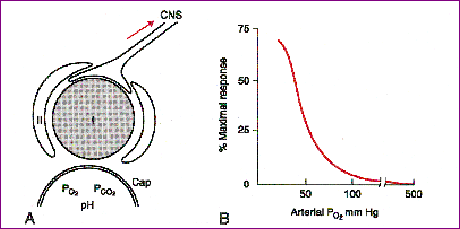 CNS
II
I
Cap
PO2 PCO2
pH
A
% Maximal response
75
50
25
0
50 100 500
Arterial PO2 mm Hg
B